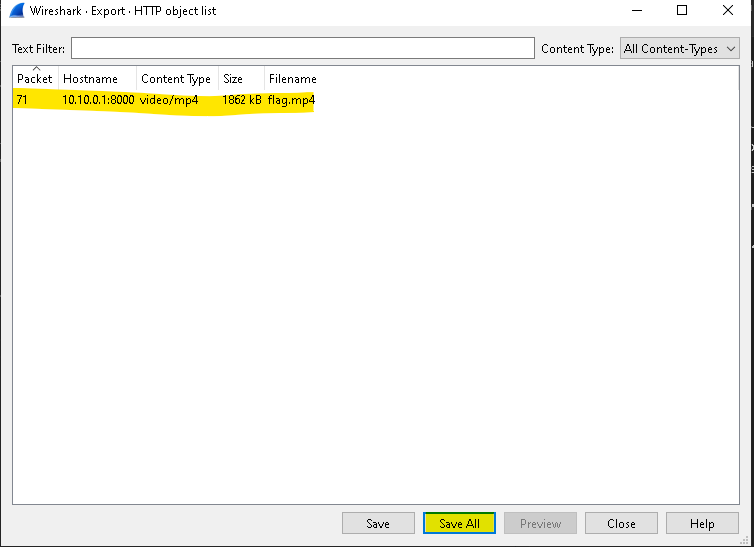 Wireshark · Export · HTTP object list
Text Filter: Content Type: All Content-Types
Packet Hostname Content Type Size Filename
71 10.10.0.1:8000 video/mp4 1862 kB flag.mp4
Save Save All Preview Close Help